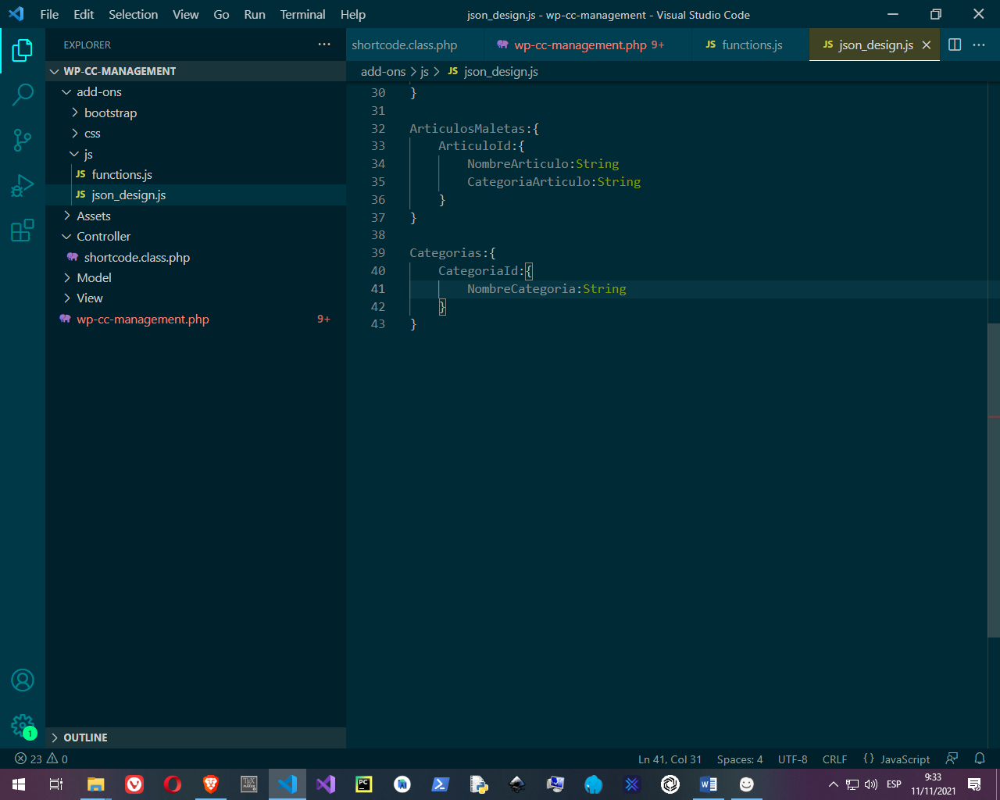 File Edit Selection View Go Run Terminal Help json_design.js - wp-cc-management - Visual Studio Code
EXPLORER
WP-CC-MANAGEMENT
add-ons
bootstrap
css
js
JS functions.js
JS json_design.js
Assets
Controller
shortcode.class.php
Model
View
wp-cc-management.php 9+
OUTLINE
shortcode.class.php wp-cc-management.php 9+ JS functions.js JS json_design.js
add-ons > js > JS json_design.js
30 }
31
32 ArticulosMaletas:{
33 ArticuloId:{
34 NombreArticulo:String
35 CategoriaArticulo:String
36 }
37 }
38
39 Categorias:{
40 CategoriaId:{
41 NombreCategoria:String
42 }
43 }
1
23 0 Ln 41, Col 31 Spaces: 4 UTF-8 CRLF {} JavaScript
PC W ESP 9:33
11/11/2021